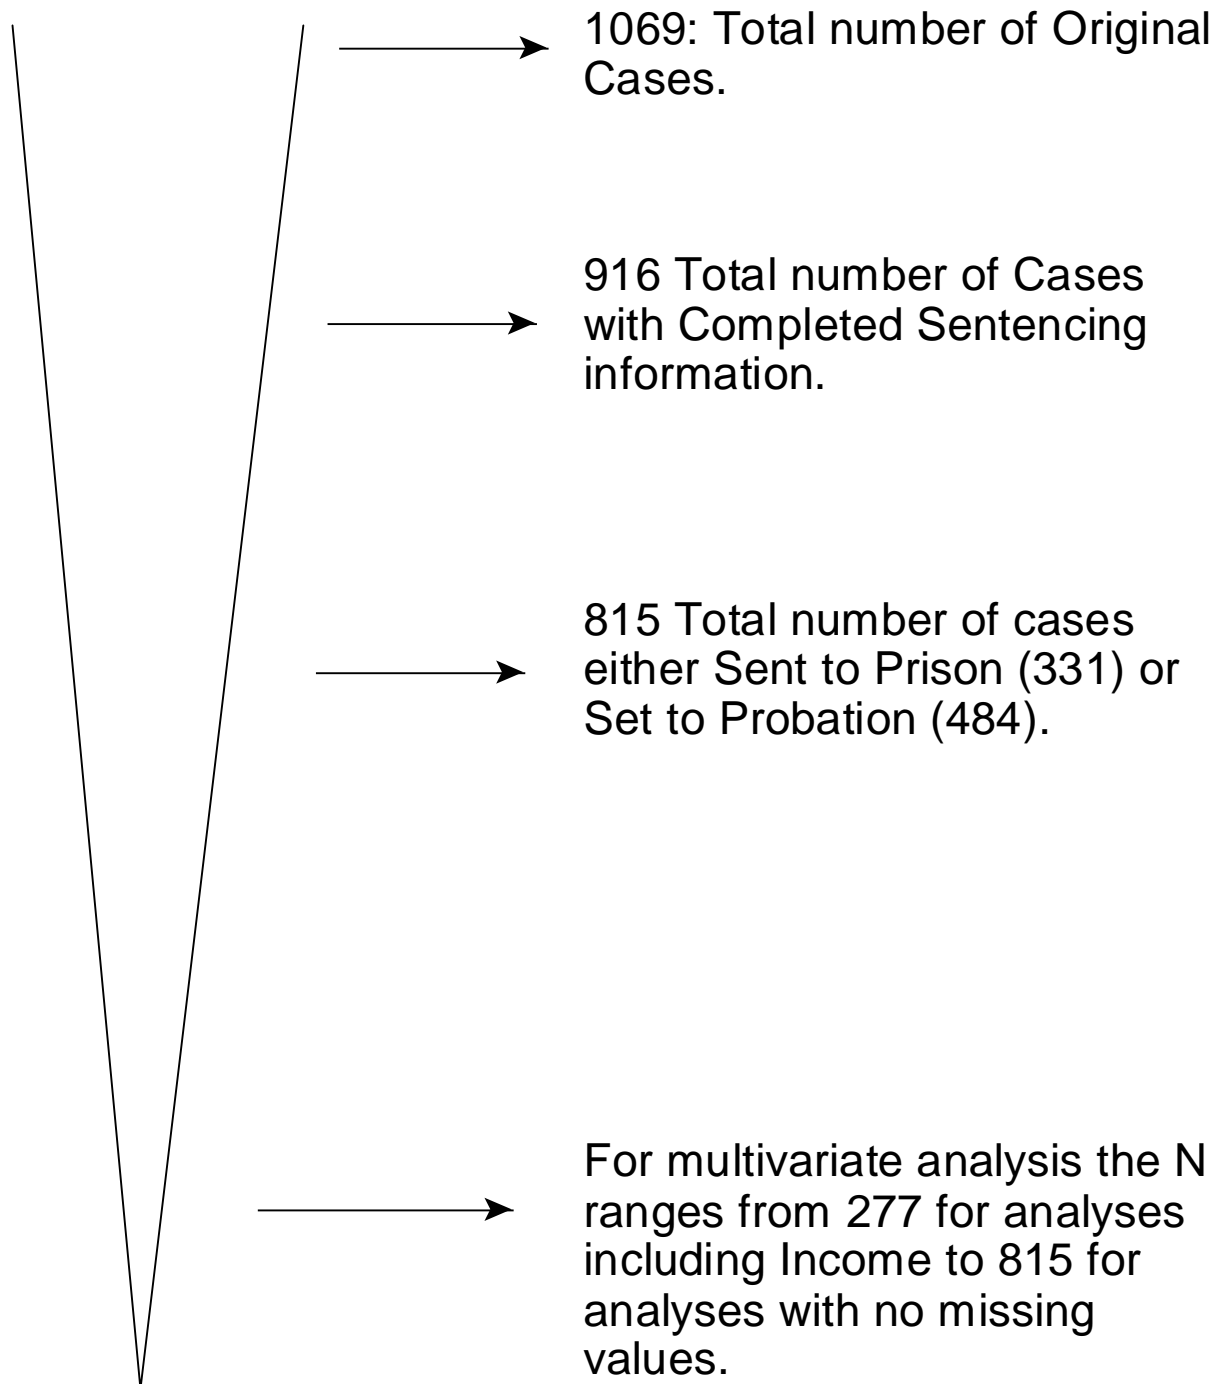 1069: Total number of Original
Cases.
916 Total number of Cases
with Completed Sentencing
information.
815 Total number of cases
either Sent to Prison (331) or
Set to Probation (484).
For multivariate analysis the N
ranges from 277 for analyses
including Income to 815 for
analyses with no missing
values.